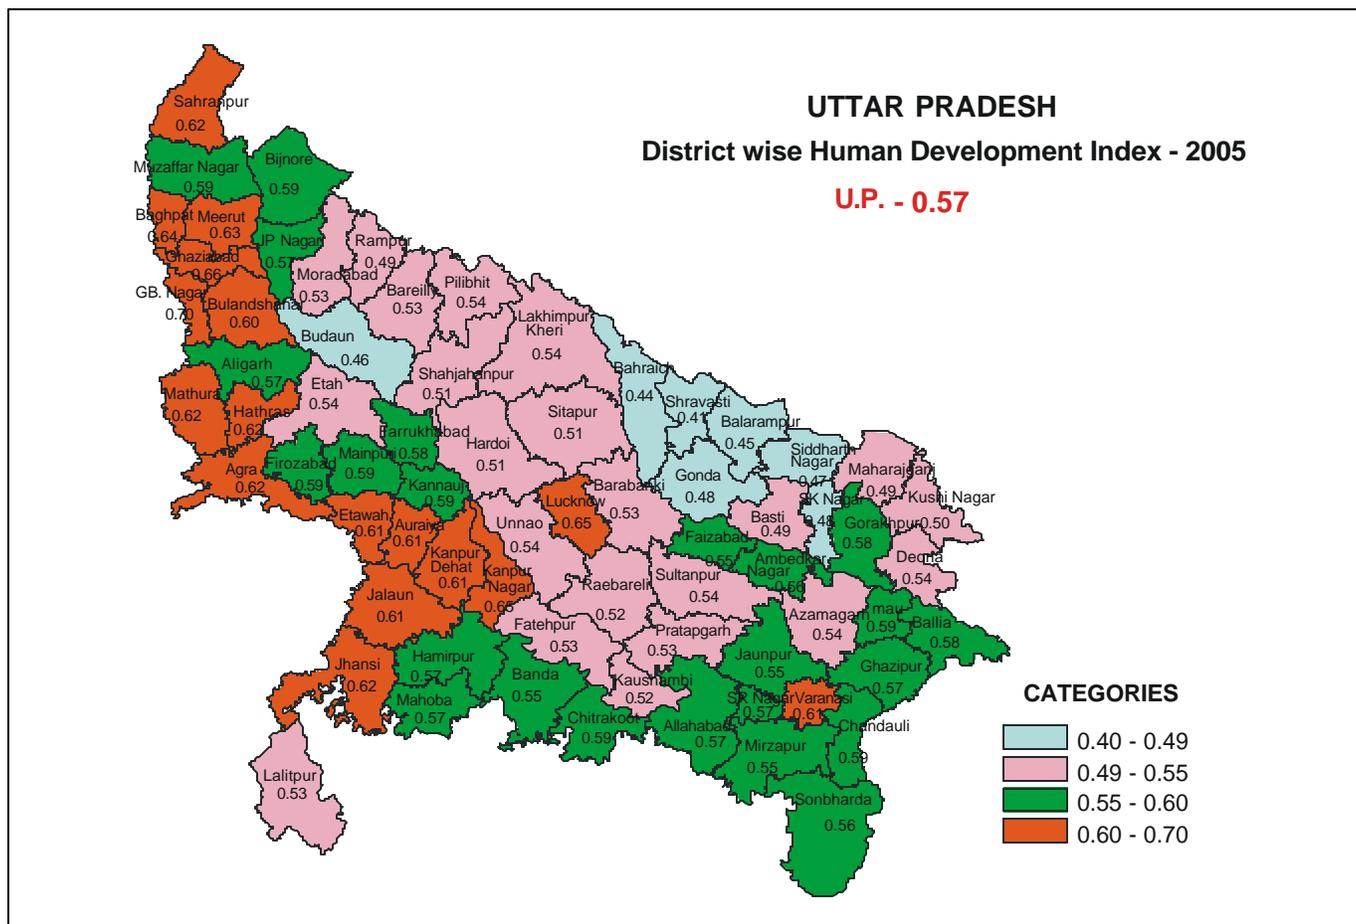 UTTAR PRADESH
District wise Human Development Index - 2005
U.P. - 0.57
Sahranpur
0.62
Muzaffar Nagar
0.59
Bijnore
0.59
Baghpat
0.64
Meerut
0.63
JP Nagar
0.57
Ghaziabad
0.66
Moradabad
0.53
Rampur
0.49
Bareilly
0.53
Pilibhit
0.54
GB. Nagar
0.70
Bulandshahar
0.60
Budaun
0.46
Lakhimpur
Kheri
0.54
Shahjahanpur
0.51
Aligarh
0.57
Etah
0.54
Mathura
0.62
Hathras
0.62
Farrukhabad
0.58
Hardoi
0.51
Sitapur
0.51
Bahraich
0.44
Shravasti
0.41
Balarampur
0.45
Siddharth
Nagar
0.47
Gonda
0.48
Maharajganj
0.49
Kushi Nagar
0.50
Agra
0.62
Firozabad
0.59
Mainpuri
0.59
Kannauj
0.59
Lucknow
0.65
Barabanki
0.53
Basti
0.49
SK Nagar
0.48
Gorakhpur
0.58
Deoria
0.54
Etawah
0.61
Auraiya
0.61
Kanpur
Dehat
0.61
Kanpur
Nagar
0.65
Unnao
0.54
Faizabad
0.55
Ambedkar
Nagar
0.56
Raebareli
0.52
Sultanpur
0.54
Azamagarh
0.54
mau
0.59
Ballia
0.58
Jalaun
0.61
Fatehpur
0.53
Pratapgarh
0.53
Jaunpur
0.55
Ghazipur
0.57
Jhansi
0.62
Hamirpur
0.57
Mahoba
0.57
Banda
0.55
Chitrakoot
0.59
Kaushambi
0.52
Allahabad
0.57
SR Nagar
0.57
Varanasi
0.61
Chandauli
0.59
Mirzapur
0.55
Sonbharda
0.56
Lalitpur
0.53
CATEGORIES
0.40 - 0.49
0.49 - 0.55
0.55 - 0.60
0.60 - 0.70